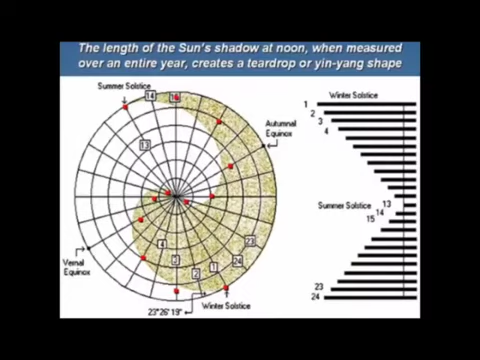 The length of the Sun's shadow at noon, when measured
over an entire year, creates a teardrop or yin-yang shape
Summer Solstice
14
15
13
Autumnal
Equinox
Vernal
Equinox
4
3
2
1
24
23
23° 26' 19"
Winter Solstice
Winter Solstice
1
2
3
4
Summer Solstice
13
14
15
23
24